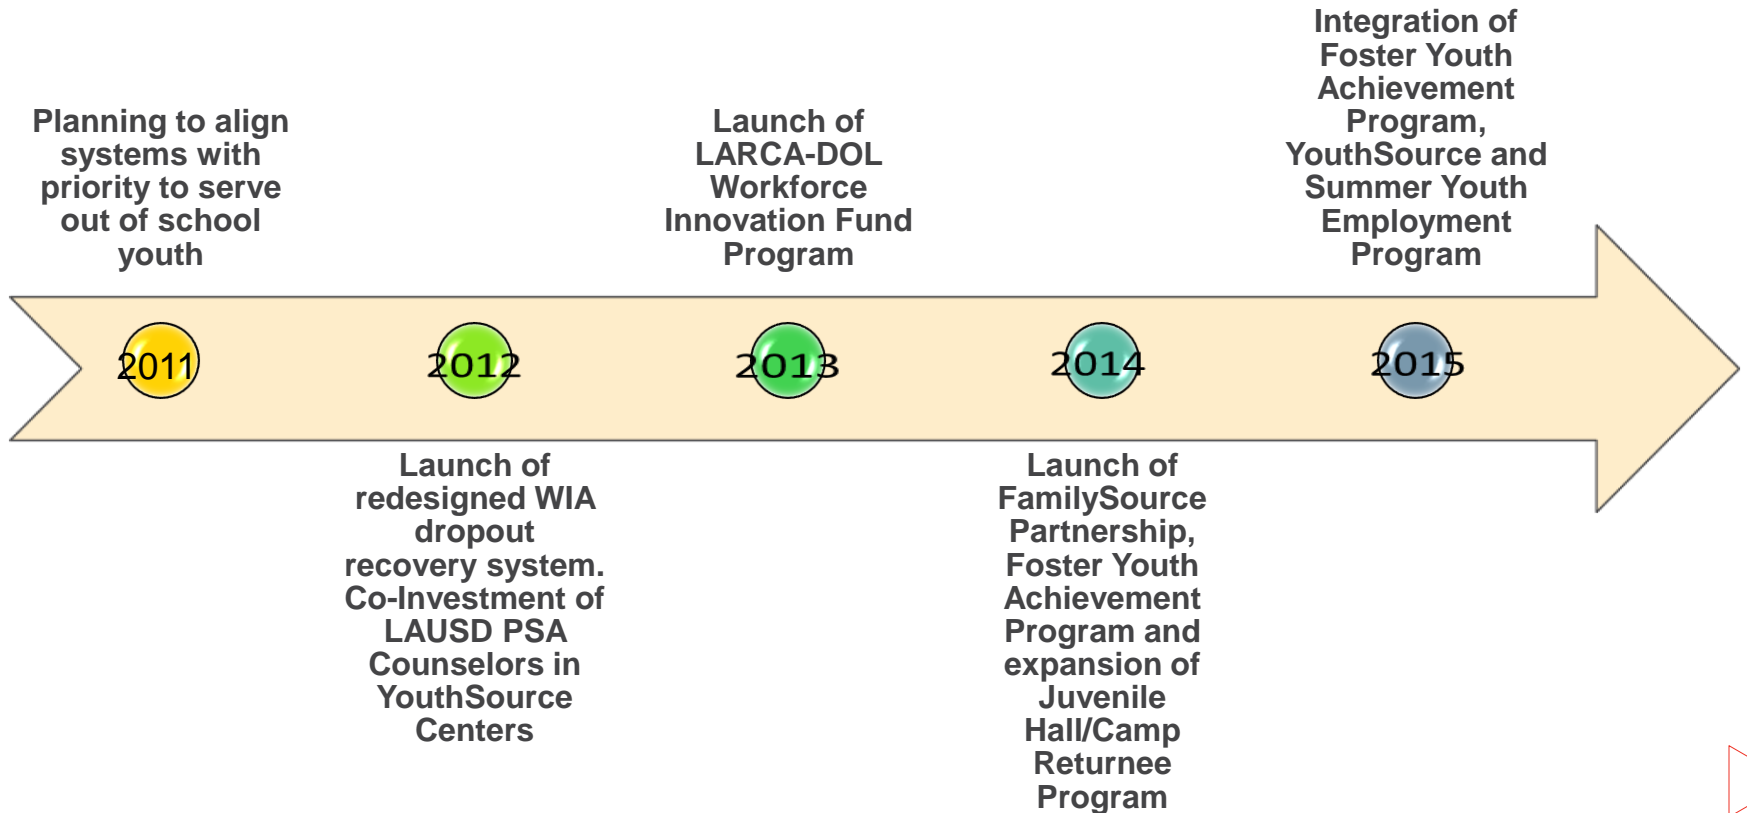 Planning to align
systems with
priority to serve
out of school
youth
Launch of
LARCA-DOL
Workforce
Innovation Fund
Program
Integration of
Foster Youth
Achievement
Program,
YouthSource and
Summer Youth
Employment
Program
2011
2012
2013
2014
2015
Launch of
redesigned WIA
dropout
recovery system.
Co-Investment of
LAUSD PSA
Counselors in
YouthSource
Centers
Launch of
FamilySource
Partnership,
Foster Youth
Achievement
Program and
expansion of
Juvenile
Hall/Camp
Returnee
Program